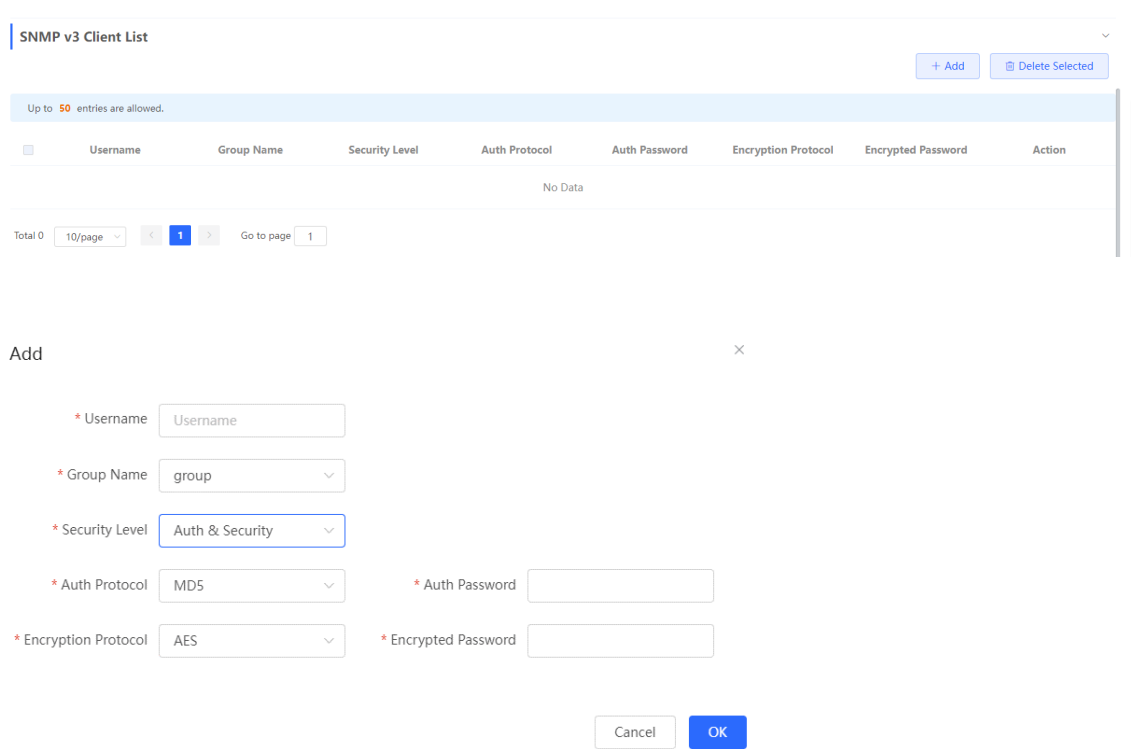 SNMP v3 Client List
+ Add
Delete Selected
Up to 50 entries are allowed.
Username Group Name Security Level Auth Protocol Auth Password Encryption Protocol Encrypted Password Action
No Data
Total 0 10/page < 1 > Go to page 1
Add
* Username Username
* Group Name group
* Security Level Auth & Security
* Auth Protocol MD5 * Auth Password
* Encryption Protocol AES * Encrypted Password
Cancel OK